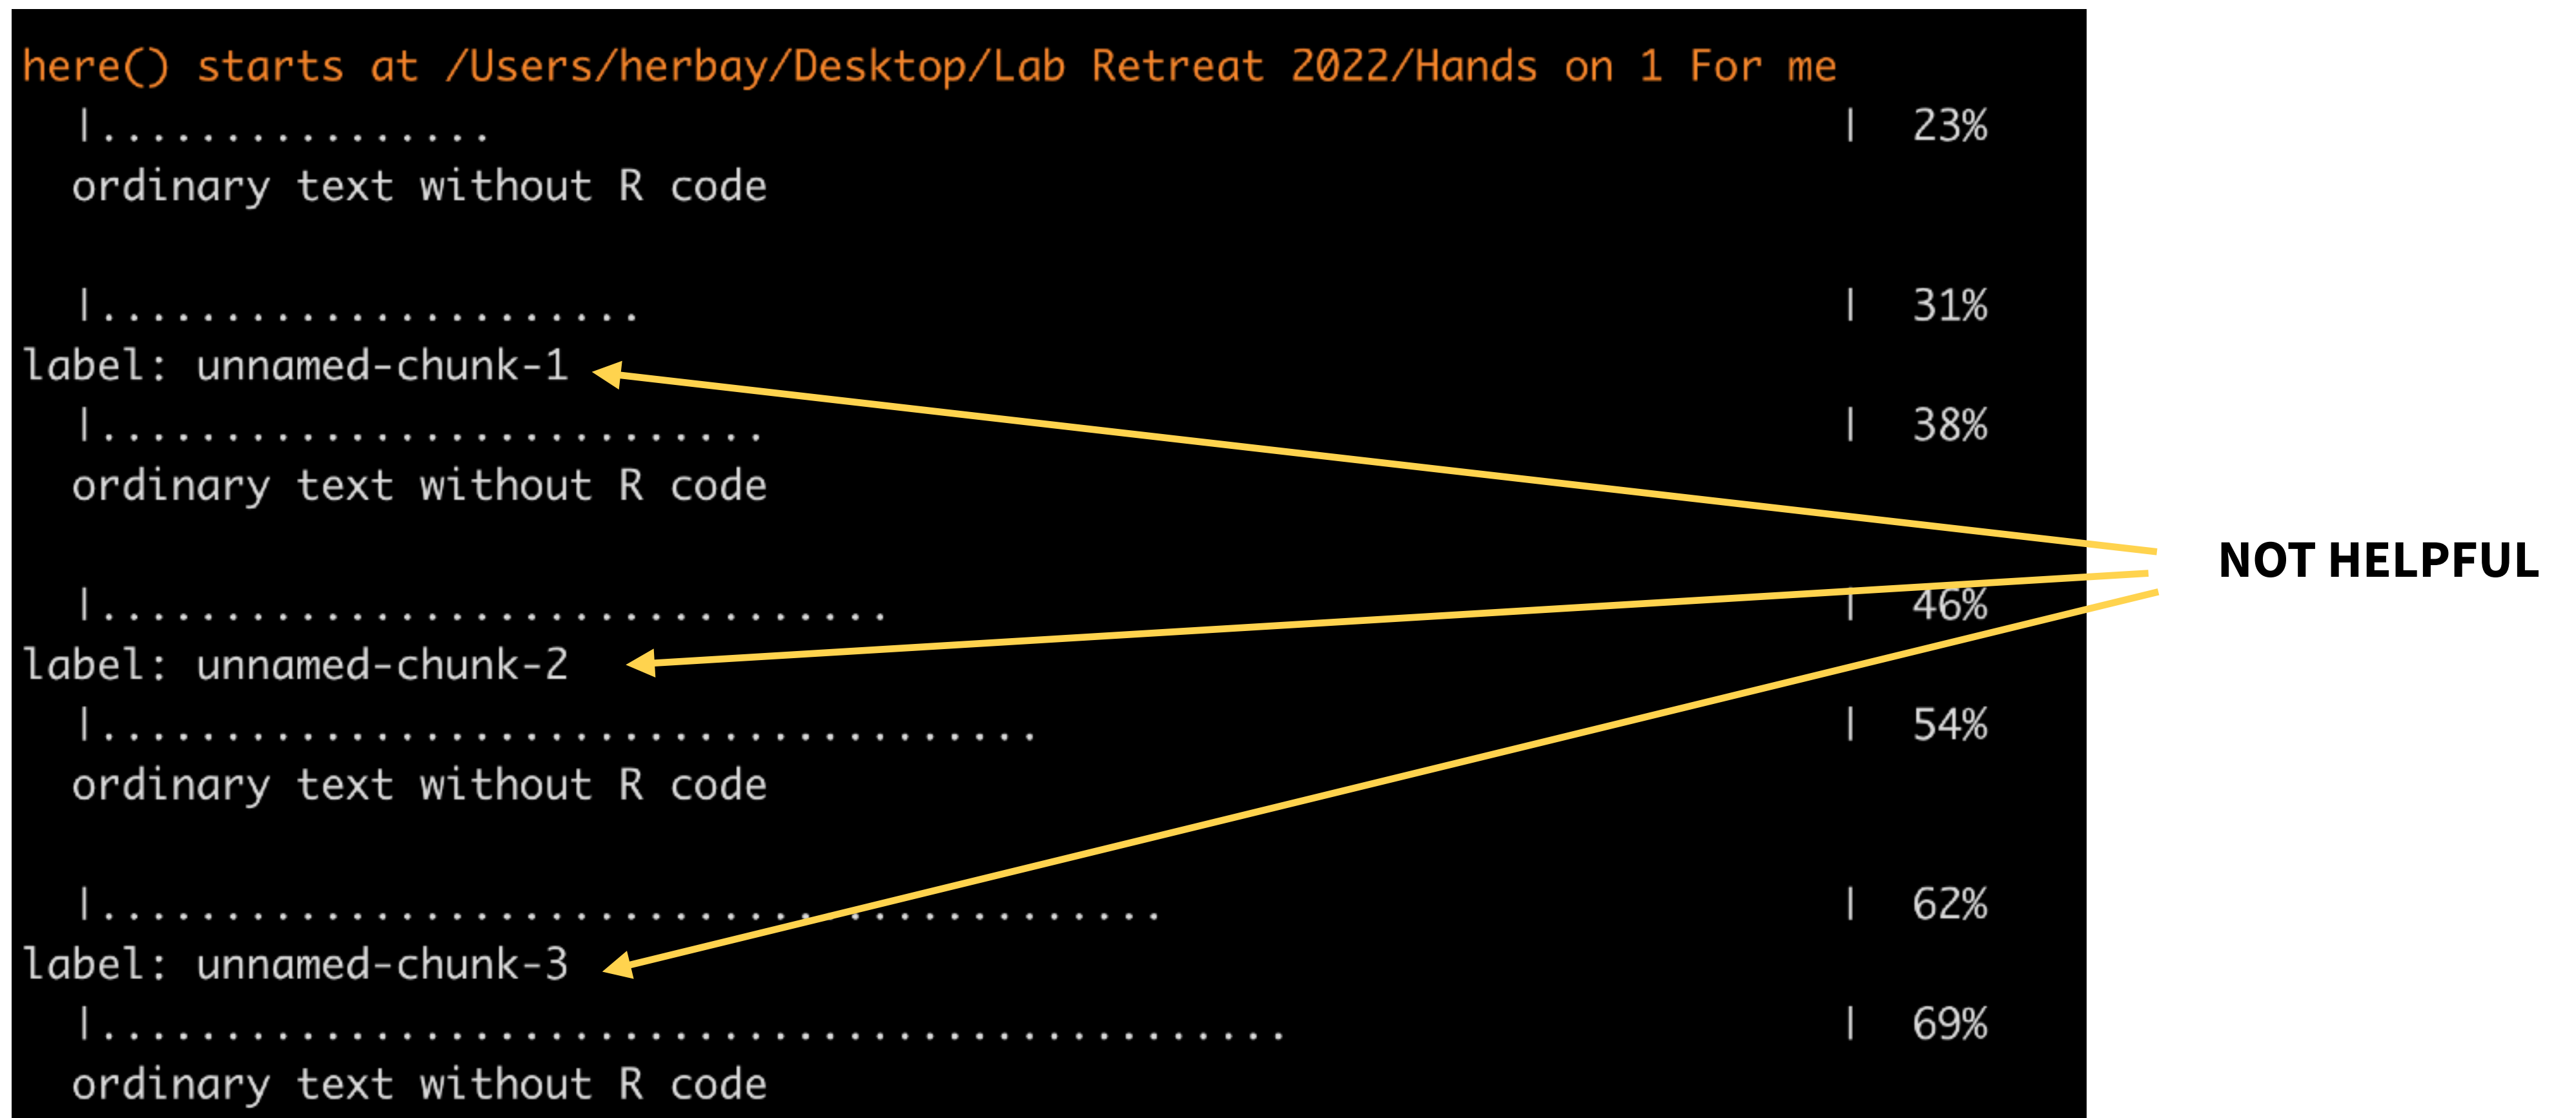 here() starts at /Users/herbay/Desktop/Lab Retreat 2022/Hands on 1 For me
|................ | 23%
ordinary text without R code
|...................... | 31%
label: unnamed-chunk-1
|........................... | 38%
ordinary text without R code
|................................ | 46%
label: unnamed-chunk-2
|...................................... | 54%
ordinary text without R code
|........................................... | 62%
label: unnamed-chunk-3
|................................................ | 69%
ordinary text without R code
NOT HELPFUL